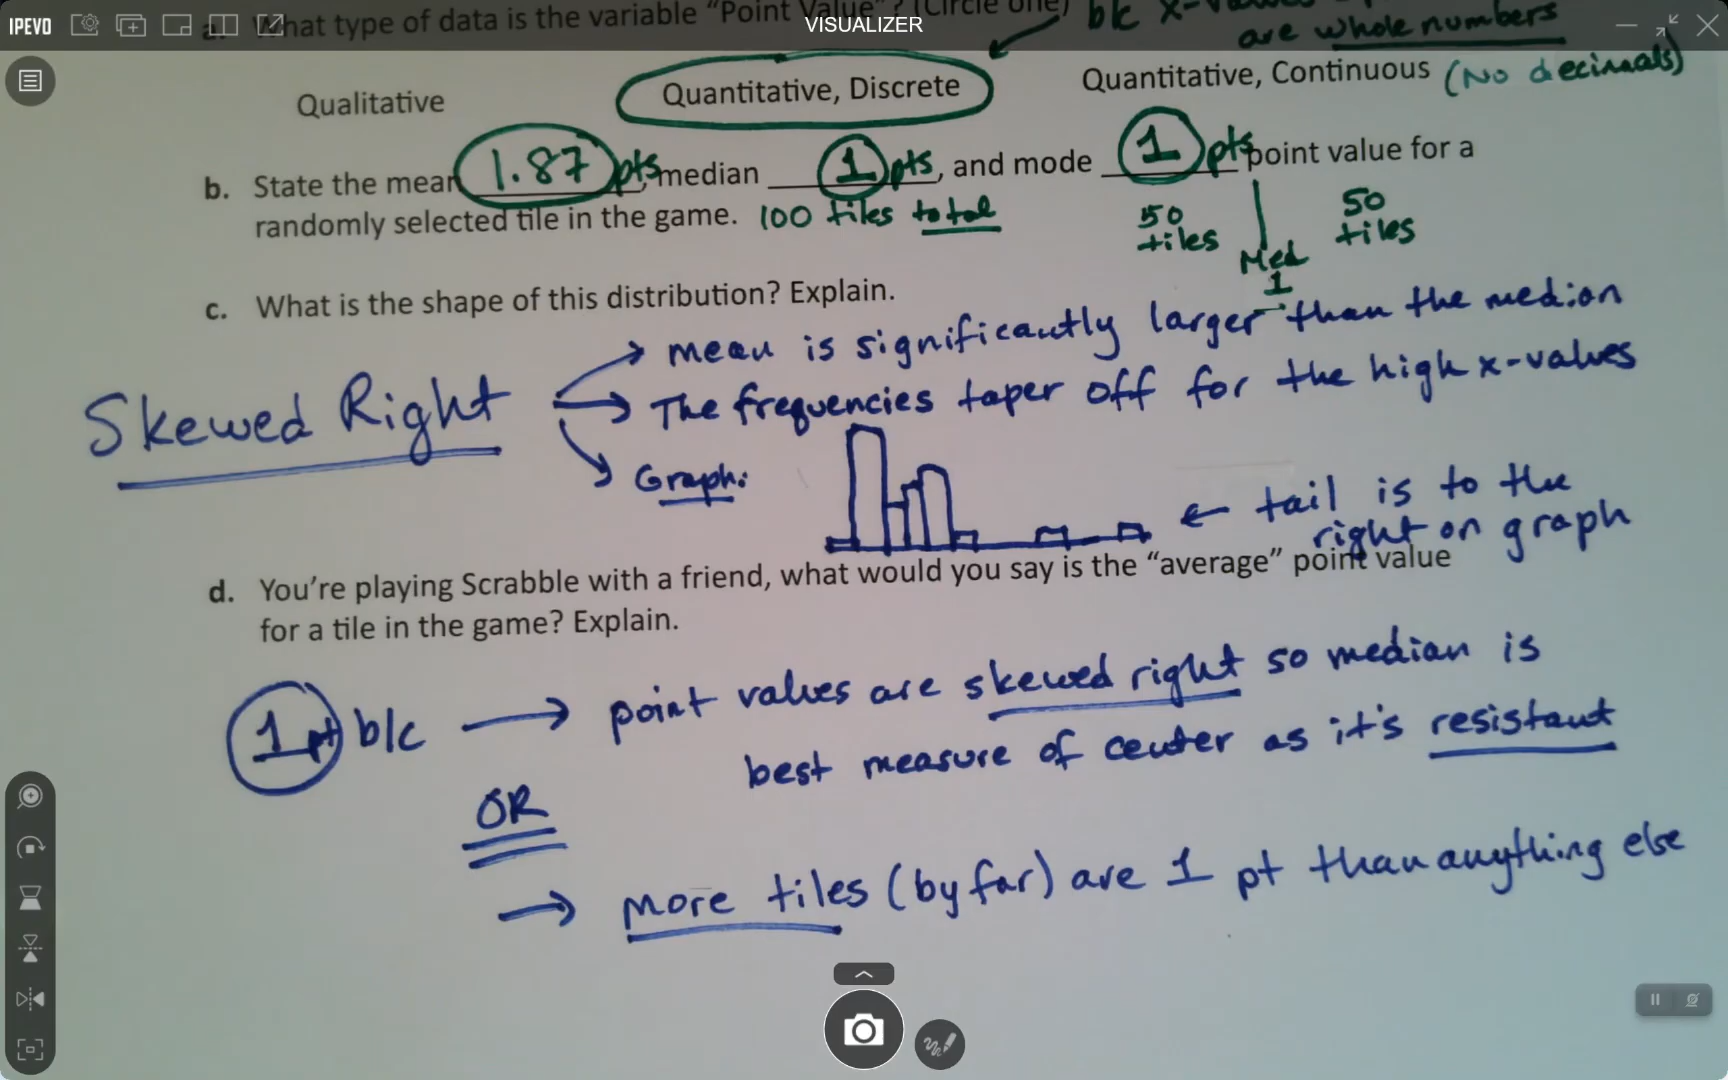 IPEVO
VISUALIZER
a. What type of data is the variable “Point Value”? (Circle one)
b/c x-values
are whole numbers
(No decimals)
Qualitative Quantitative, Discrete Quantitative, Continuous
b. State the mean 1.87 pts, median 1 pts, and mode 1 pts point value for a
randomly selected tile in the game. 100 tiles total
50 tiles
Med
1
50 tiles
c. What is the shape of this distribution? Explain.
Skewed Right
→ mean is significantly larger than the median
→ The frequencies taper off for the high x-values
→ Graph:
← tail is to the
right on graph
d. You’re playing Scrabble with a friend, what would you say is the “average” point value
for a tile in the game? Explain.
1 pt b/c → point values are skewed right so median is
best measure of center as it's resistant
OR
→ more tiles (by far) are 1 pt than anything else